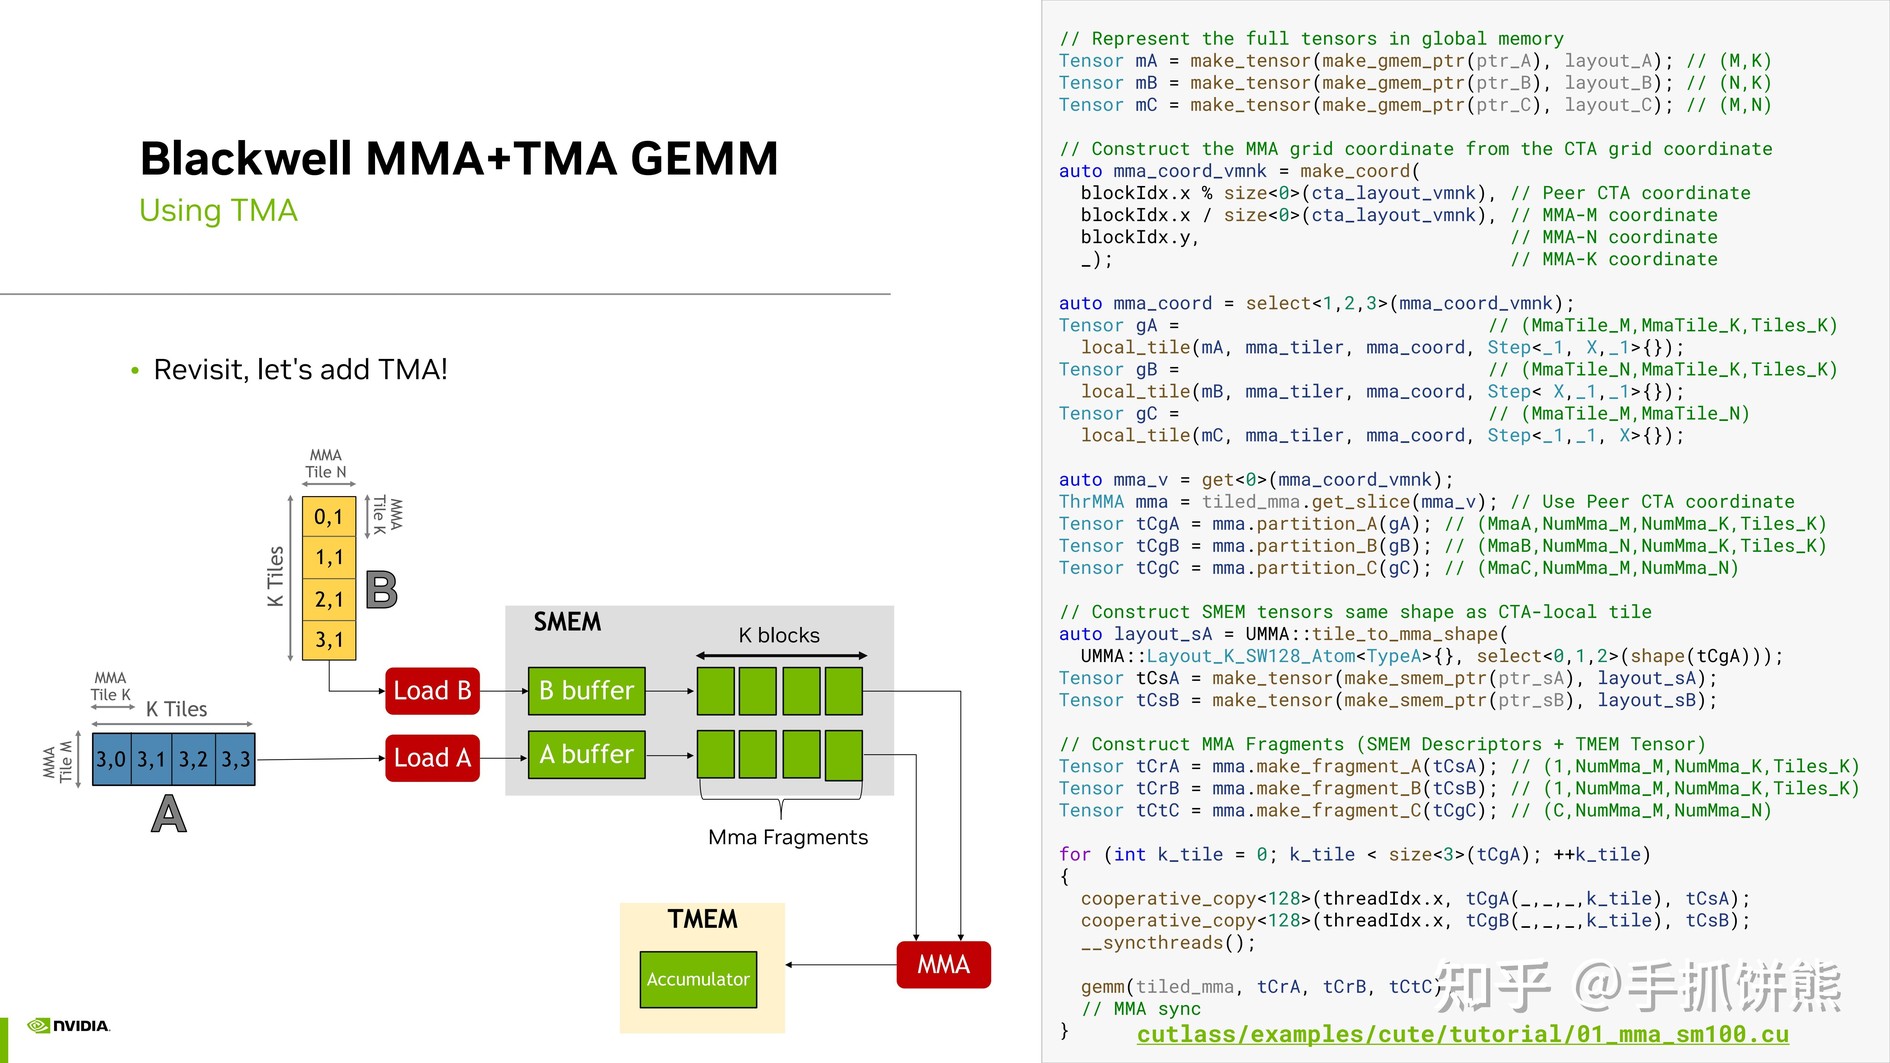 Blackwell MMA+TMA GEMM
Using TMA
• Revisit, let's add TMA!
MMA
Tile N
MMA
Tile K
K Tiles
0,1
1,1
2,1
3,1
B
MMA
Tile K
K Tiles
MMA
Tile M
3,0 3,1 3,2 3,3
A
Load B
Load A
SMEM
B buffer
A buffer
K blocks
Mma Fragments
TMEM
Accumulator
MMA
NVIDIA.
// Represent the full tensors in global memory
Tensor mA = make_tensor(make_gmem_ptr(ptr_A), layout_A); // (M,K)
Tensor mB = make_tensor(make_gmem_ptr(ptr_B), layout_B); // (N,K)
Tensor mC = make_tensor(make_gmem_ptr(ptr_C), layout_C); // (M,N)
// Construct the MMA grid coordinate from the CTA grid coordinate
auto mma_coord_vmnk = make_coord(
blockIdx.x % size<0>(cta_layout_vmnk), // Peer CTA coordinate
blockIdx.x / size<0>(cta_layout_vmnk), // MMA-M coordinate
blockIdx.y, // MMA-N coordinate
_); // MMA-K coordinate
auto mma_coord = select<1,2,3>(mma_coord_vmnk);
Tensor gA = // (MmaTile_M,MmaTile_K,Tiles_K)
local_tile(mA, mma_tiler, mma_coord, Step<_1, X,_1>{});
Tensor gB = // (MmaTile_N,MmaTile_K,Tiles_K)
local_tile(mB, mma_tiler, mma_coord, Step< X,_1,_1>{});
Tensor gC = // (MmaTile_M,MmaTile_N)
local_tile(mC, mma_tiler, mma_coord, Step<_1,_1, X>{});
auto mma_v = get<0>(mma_coord_vmnk);
ThrMMA mma = tiled_mma.get_slice(mma_v); // Use Peer CTA coordinate
Tensor tCgA = mma.partition_A(gA); // (MmaA,NumMma_M,NumMma_K,Tiles_K)
Tensor tCgB = mma.partition_B(gB); // (MmaB,NumMma_N,NumMma_K,Tiles_K)
Tensor tCgC = mma.partition_C(gC); // (MmaC,NumMma_M,NumMma_N)
// Construct SMEM tensors same shape as CTA-local tile
auto layout_sA = UMMA::tile_to_mma_shape(
UMMA::Layout_K_SW128_Atom<TypeA>{}, select<0,1,2>(shape(tCgA)));
Tensor tCsA = make_tensor(make_smem_ptr(ptr_sA), layout_sA);
Tensor tCsB = make_tensor(make_smem_ptr(ptr_sB), layout_sB);
// Construct MMA Fragments (SMEM Descriptors + TMEM Tensor)
Tensor tCrA = mma.make_fragment_A(tCsA); // (1,NumMma_M,NumMma_K,Tiles_K)
Tensor tCrB = mma.make_fragment_B(tCsB); // (1,NumMma_M,NumMma_K,Tiles_K)
Tensor tCtC = mma.make_fragment_C(tCgC); // (C,NumMma_M,NumMma_N)
for (int k_tile = 0; k_tile < size<3>(tCgA); ++k_tile)
{
cooperative_copy<128>(threadIdx.x, tCgA(_,_,_,k_tile), tCsA);
cooperative_copy<128>(threadIdx.x, tCgB(_,_,_,k_tile), tCsB);
__syncthreads();
gemm(tiled_mma, tCrA, tCrB, tCtC)
// MMA sync
}
cutlass/examples/cute/tutorial/01_mma_sm100.cu
知乎 @手抓饼熊